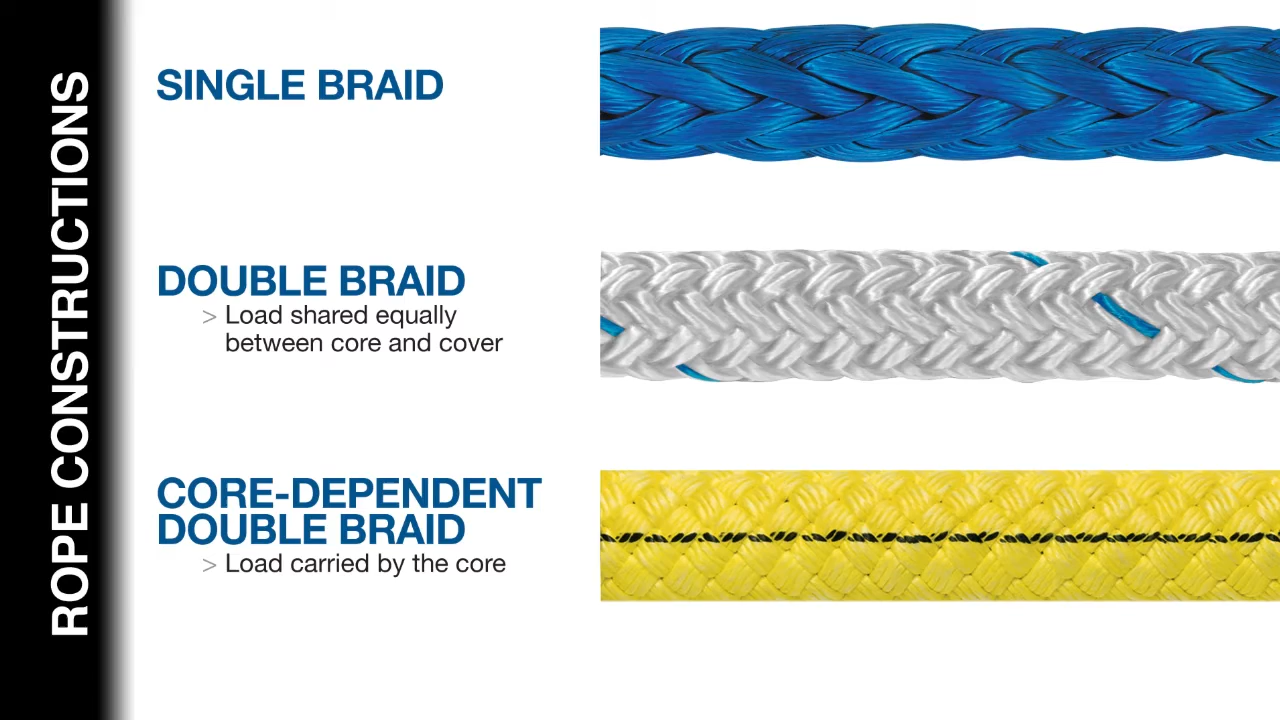 ROPE CONSTRUCTIONS
SINGLE BRAID
DOUBLE BRAID
> Load shared equally
between core and cover
CORE-DEPENDENT
DOUBLE BRAID
> Load carried by the core